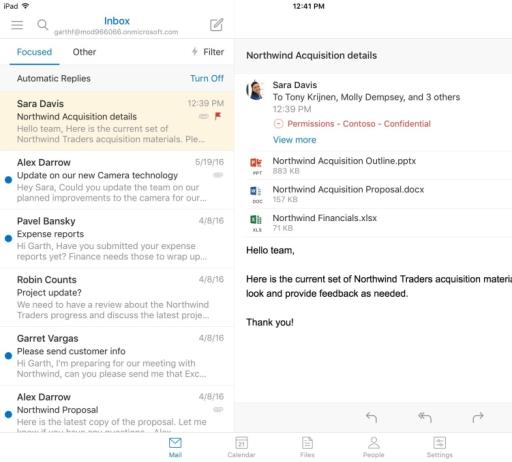 iPad
12:41 PM
Inbox
garthf@mod966066.onmicrosoft.com
Focused
Other
Filter
Automatic Replies
Turn Off
Sara Davis
12:39 PM
Northwind Acquisition details
Hello team, Here is the current set of
Northwind Traders acquisition materials. Ple...
Alex Darrow
5/19/16
Update on our new Camera technology
Hey Sara, Could you update the team on our
planned improvements to the camera for our...
Pavel Bansky
4/8/16
Expense reports
Hi Garth, Have you submitted your expense
reports yet? Finance needs those to wrap up...
Robin Counts
4/8/16
Project update?
We need to have a review about the Northwind
Traders progress and discuss the latest proje...
Garret Vargas
4/8/16
Please send customer info
Hi Garth, I'm preparing for our meeting with
Northwind, can you please send me that Exc...
Alex Darrow
4/8/16
Northwind Proposal
Here is the latest copy of the proposal. Let me
know if you have any questions. Alex
Northwind Acquisition details
Sara Davis
To Tony Krijnen, Molly Dempsey, and 3 others
12:39 PM
Permissions - Contoso - Confidential
View more
PPT
Northwind Acquisition Outline.pptx
883 KB
DOC
Northwind Acquisition Proposal.docx
157 KB
XLS
Northwind Financials.xlsx
71 KB
Hello team,
Here is the current set of Northwind Traders acquisition materia
look and provide feedback as needed.
Thank you!
Mail
21
Calendar
Files
People
Settings